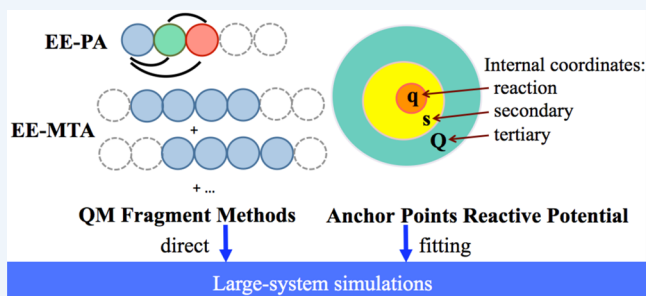 EE-PA
EE-MTA
+
+ ...
Internal coordinates:
reaction
secondary
tertiary
q
s
Q
QM Fragment Methods
Anchor Points Reactive Potential
direct
fitting
Large-system simulations